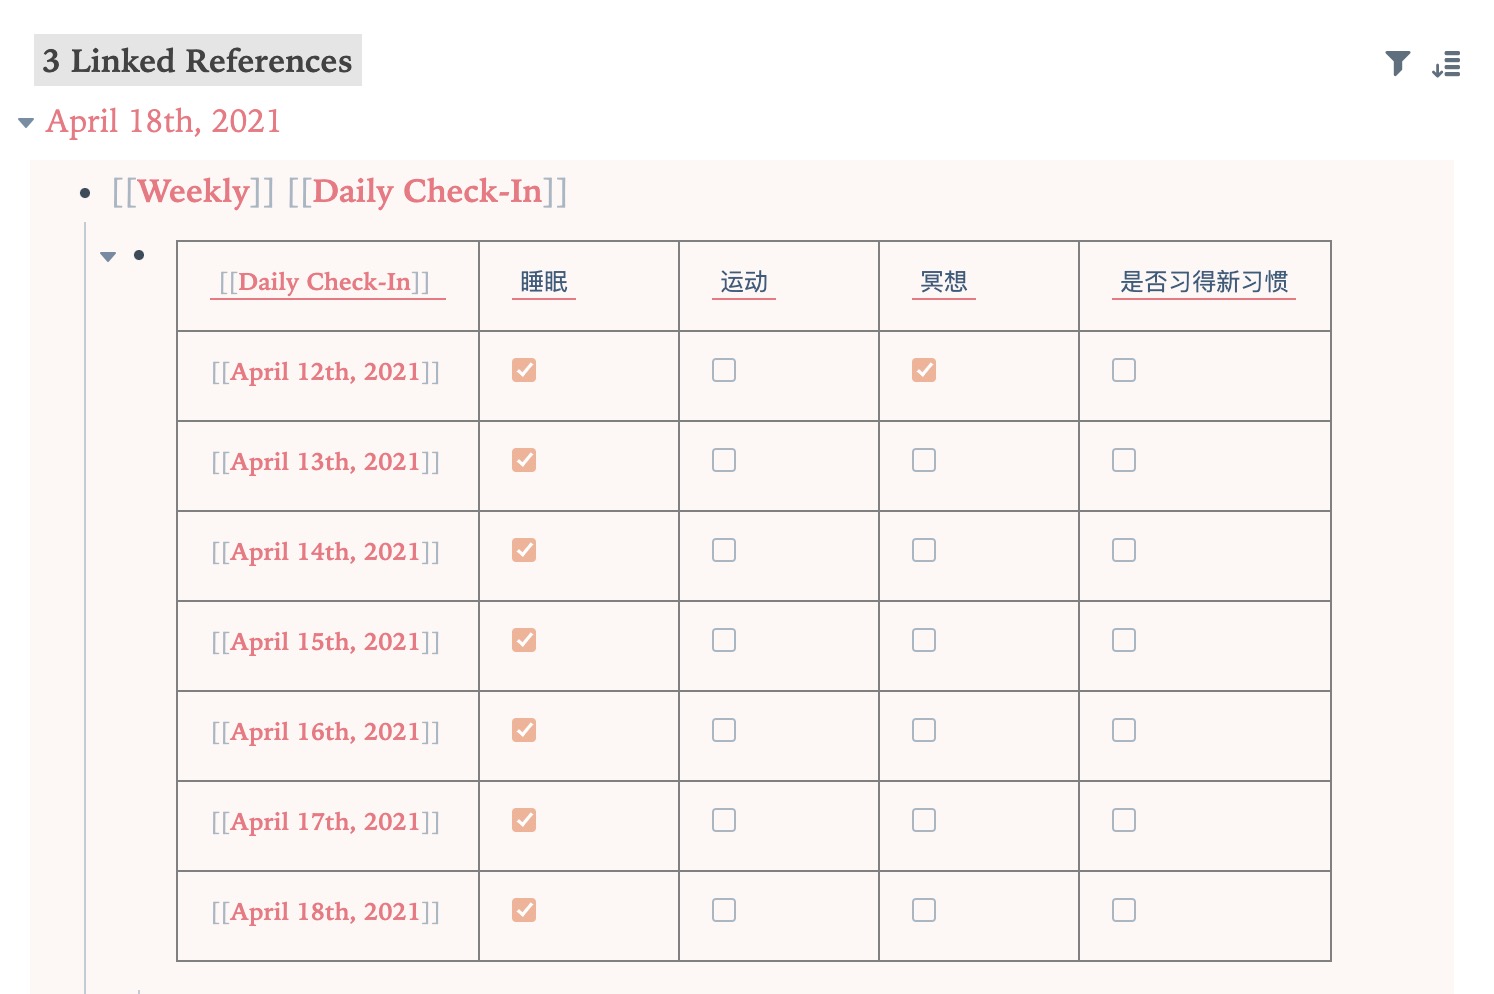 3 Linked References
April 18th, 2021
[[Weekly]] [[Daily Check-In]]
[[Daily Check-In]] 睡眠 运动 冥想 是否习得新习惯
[[April 12th, 2021]]
[[April 13th, 2021]]
[[April 14th, 2021]]
[[April 15th, 2021]]
[[April 16th, 2021]]
[[April 17th, 2021]]
[[April 18th, 2021]]